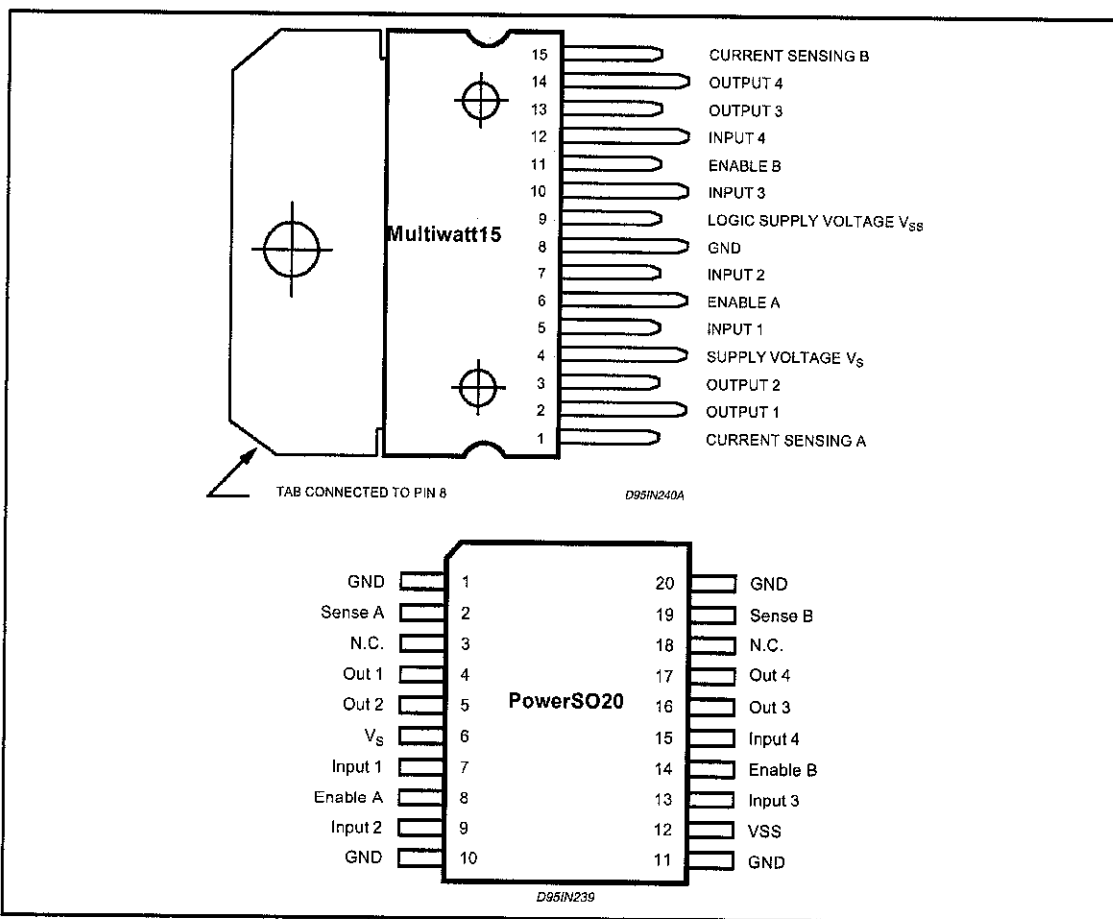 15 CURRENT SENSING B
14 OUTPUT 4
13 OUTPUT 3
12 INPUT 4
11 ENABLE B
10 INPUT 3
9 LOGIC SUPPLY VOLTAGE VSS
8 GND
Multiwatt15
7 INPUT 2
6 ENABLE A
5 INPUT 1
4 SUPPLY VOLTAGE VS
3 OUTPUT 2
2 OUTPUT 1
1 CURRENT SENSING A
TAB CONNECTED TO PIN 8
D95IN240A
GND 1 20 GND
Sense A 2 19 Sense B
N.C. 3 18 N.C.
Out 1 4 17 Out 4
Out 2 5 PowerSO20 16 Out 3
VS 6 15 Input 4
Input 1 7 14 Enable B
Enable A 8 13 Input 3
Input 2 9 12 VSS
GND 10 11 GND
D95IN239